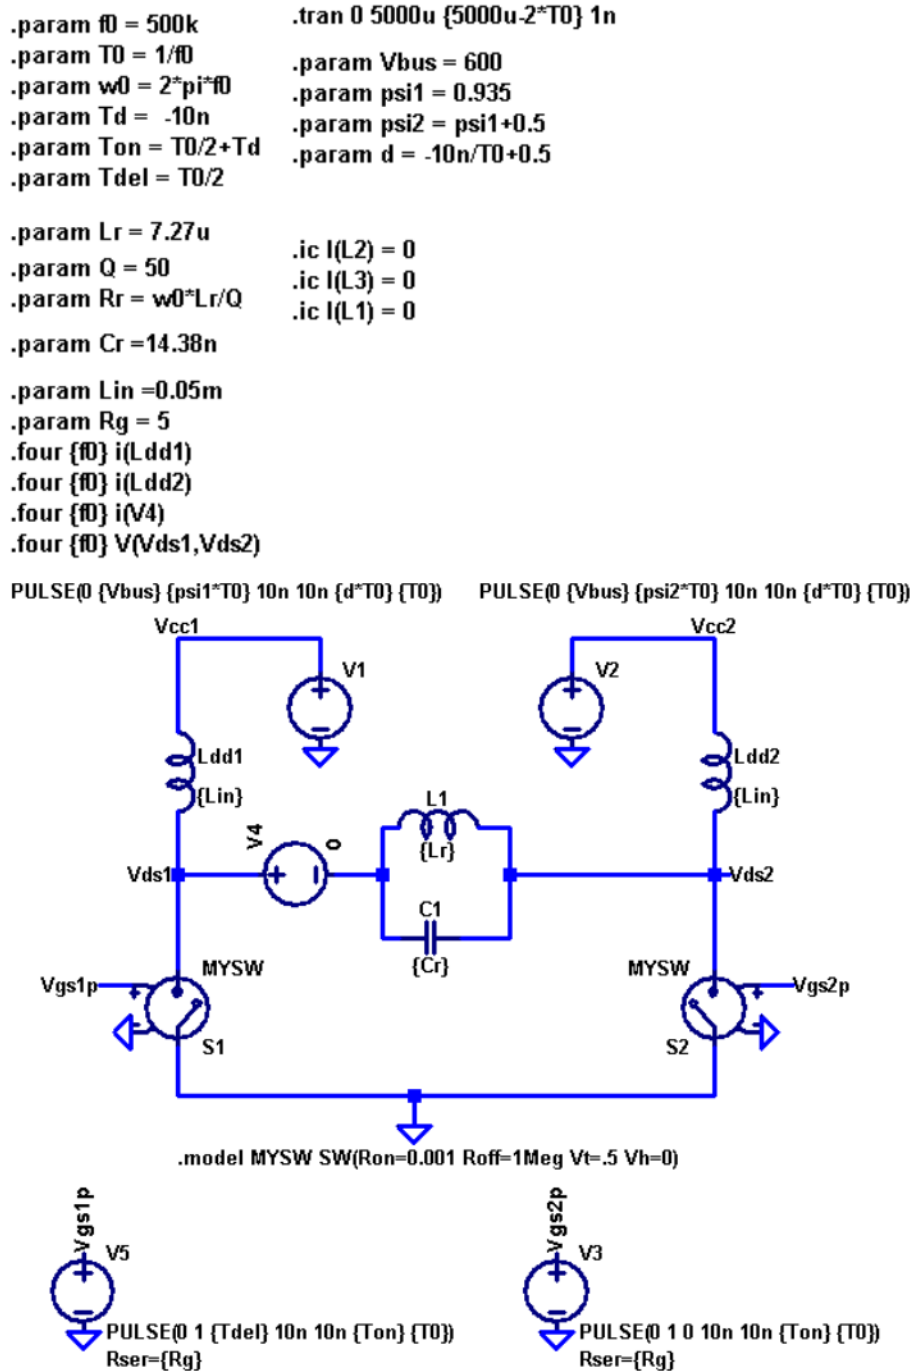 .param f0 = 500k
.param T0 = 1/f0
.param w0 = 2*pi*f0
.param Td = -10n
.param Ton = T0/2+Td
.param Tdel = T0/2
.tran 0 5000u {5000u-2*T0} 1n
.param Vbus = 600
.param psi1 = 0.935
.param psi2 = psi1+0.5
.param d = -10n/T0+0.5
.param Lr = 7.27u
.param Q = 50
.param Rr = w0*Lr/Q
.param Cr =14.38n
.ic I(L2) = 0
.ic I(L3) = 0
.ic I(L1) = 0
.param Lin =0.05m
.param Rg = 5
.four {f0} i(Ldd1)
.four {f0} i(Ldd2)
.four {f0} i(V4)
.four {f0} V(Vds1,Vds2)
PULSE(0 {Vbus} {psi1*T0} 10n 10n {d*T0} {T0})
PULSE(0 {Vbus} {psi2*T0} 10n 10n {d*T0} {T0})
Vcc1
Vcc2
V1
V2
Ldd1
{Lin}
Ldd2
{Lin}
V4
0
L1
{Lr}
Vds1
Vds2
C1
{Cr}
MYSW
MYSW
Vgs1p
Vgs2p
S1
S2
.model MYSW SW(Ron=0.001 Roff=1Meg Vt=.5 Vh=0)
Vgs1p
V5
PULSE(0 1 {Tdel} 10n 10n {Ton} {T0})
Rser={Rg}
Vgs2p
V3
PULSE(0 1 0 10n 10n {Ton} {T0})
Rser={Rg}